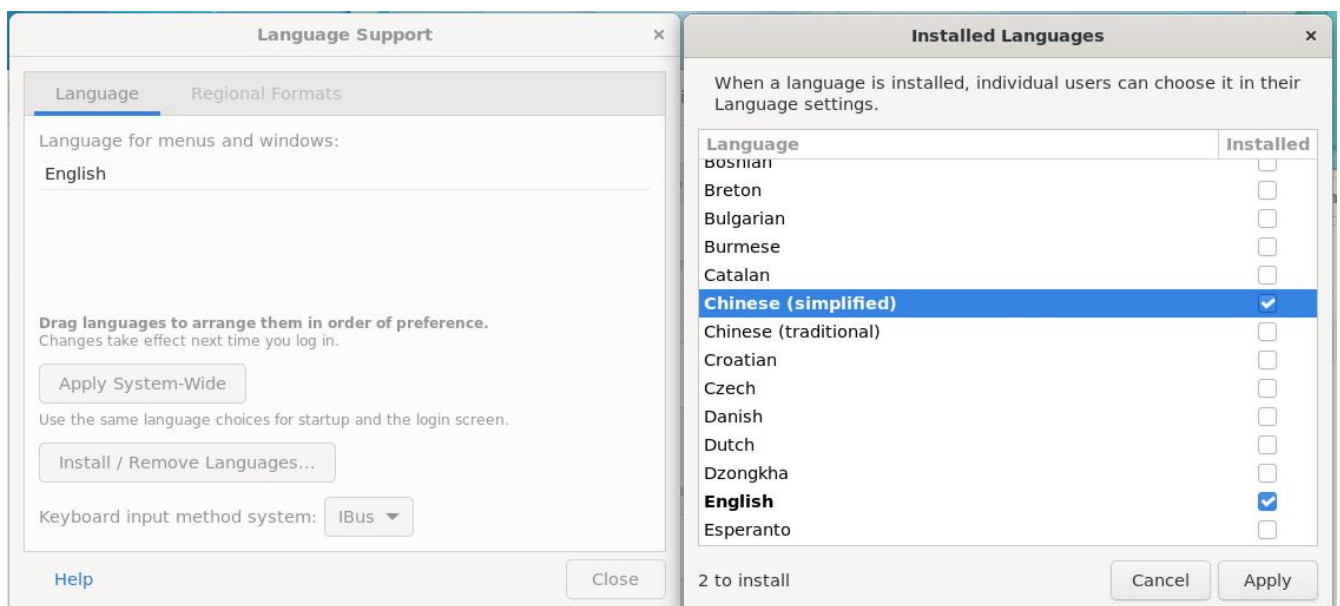 Language Support
×
Language
Regional Formats
Language for menus and windows:
English
Drag languages to arrange them in order of preference.
Changes take effect next time you log in.
Apply System-Wide
Use the same language choices for startup and the login screen.
Install / Remove Languages...
Keyboard input method system:
IBus
Help
Close
Installed Languages
×
When a language is installed, individual users can choose it in their
Language settings.
Language
Installed
Bosnian
Breton
Bulgarian
Burmese
Catalan
Chinese (simplified)
Chinese (traditional)
Croatian
Czech
Danish
Dutch
Dzongkha
English
Esperanto
2 to install
Cancel
Apply